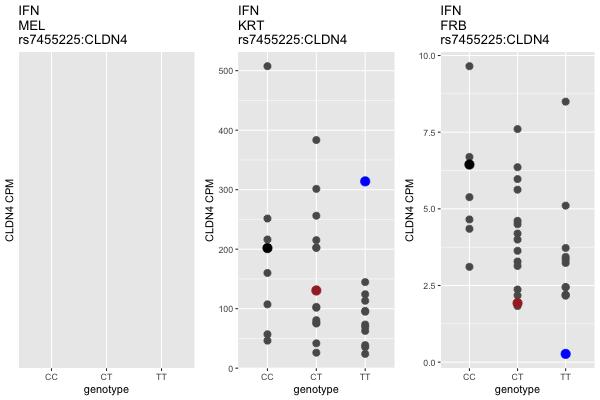 IFN
MEL
rs7455225:CLDN4
CLDN4 CPM
CC CT TT
genotype
IFN
KRT
rs7455225:CLDN4
CLDN4 CPM
500
400
300
200
100
0
CC CT TT
genotype
IFN
FRB
rs7455225:CLDN4
CLDN4 CPM
10.0
7.5
5.0
2.5
0.0
CC CT TT
genotype